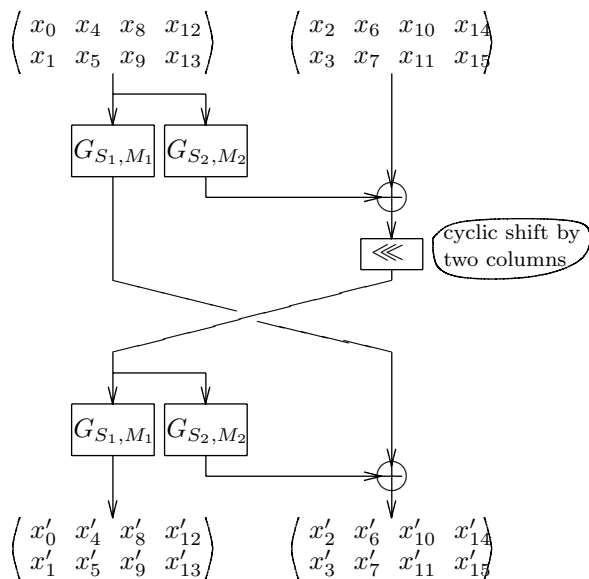 x₀ x₄ x₈ x₁₂ x₂ x₆ x₁₀ x₁₄
x₁ x₅ x₉ x₁₃ x₃ x₇ x₁₁ x₁₅
G_{S₁,M₁} G_{S₂,M₂}
<<<
cyclic shift by
two columns
G_{S₁,M₁} G_{S₂,M₂}
x′₀ x′₄ x′₈ x′₁₂ x′₂ x′₆ x′₁₀ x′₁₄
x′₁ x′₅ x′₉ x′₁₃ x′₃ x′₇ x′₁₁ x′₁₅